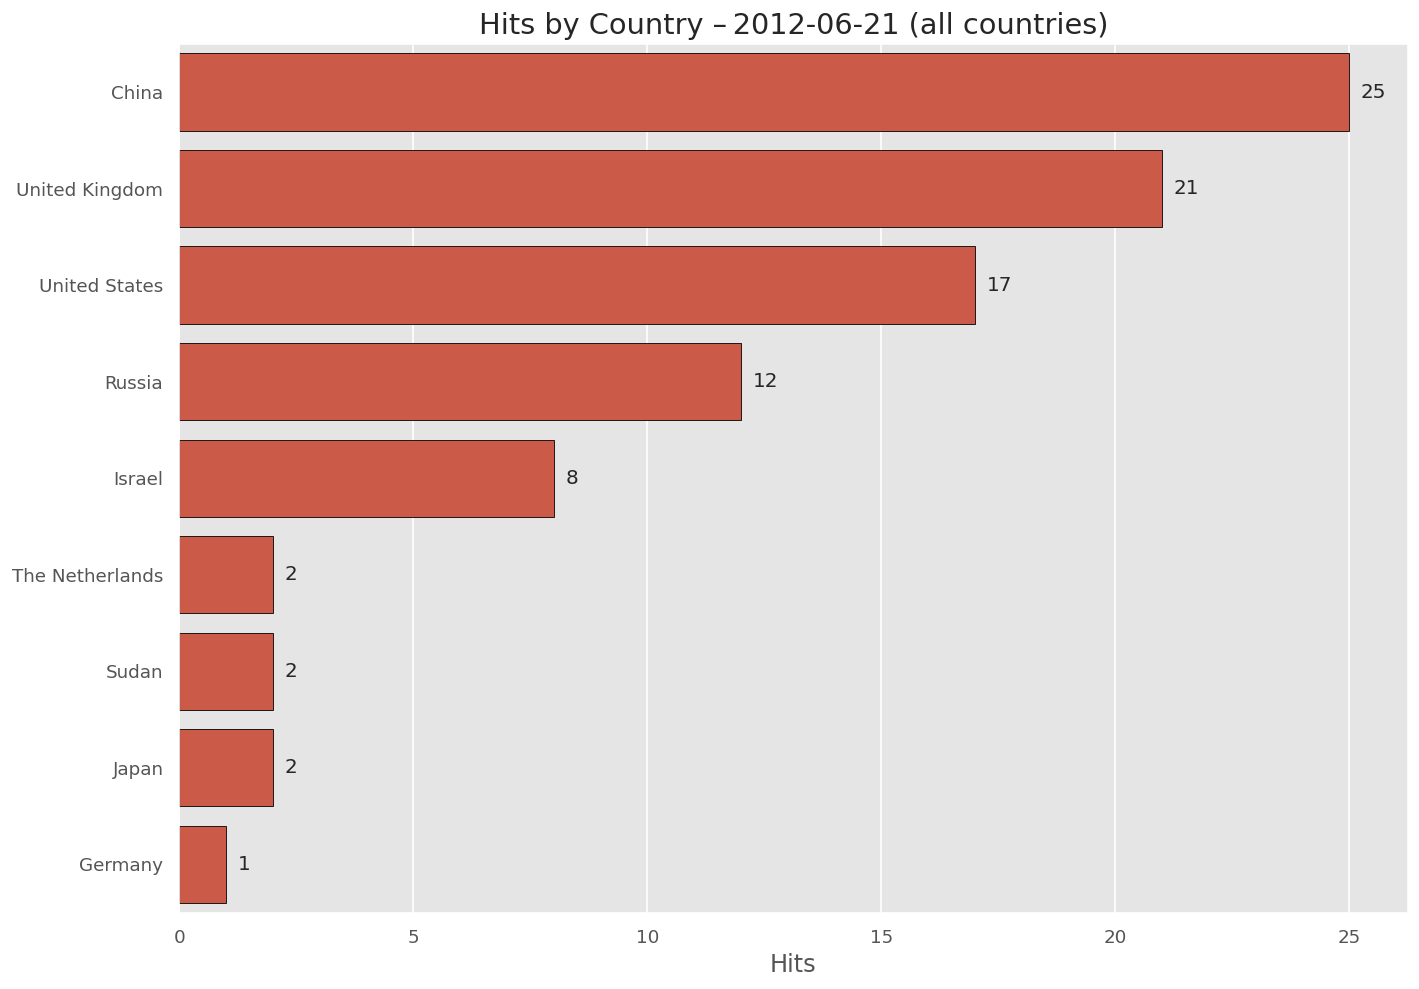 Hits by Country – 2012-06-21 (all countries)
China 25
United Kingdom 21
United States 17
Russia 12
Israel 8
The Netherlands 2
Sudan 2
Japan 2
Germany 1
0 5 10 15 20 25
Hits